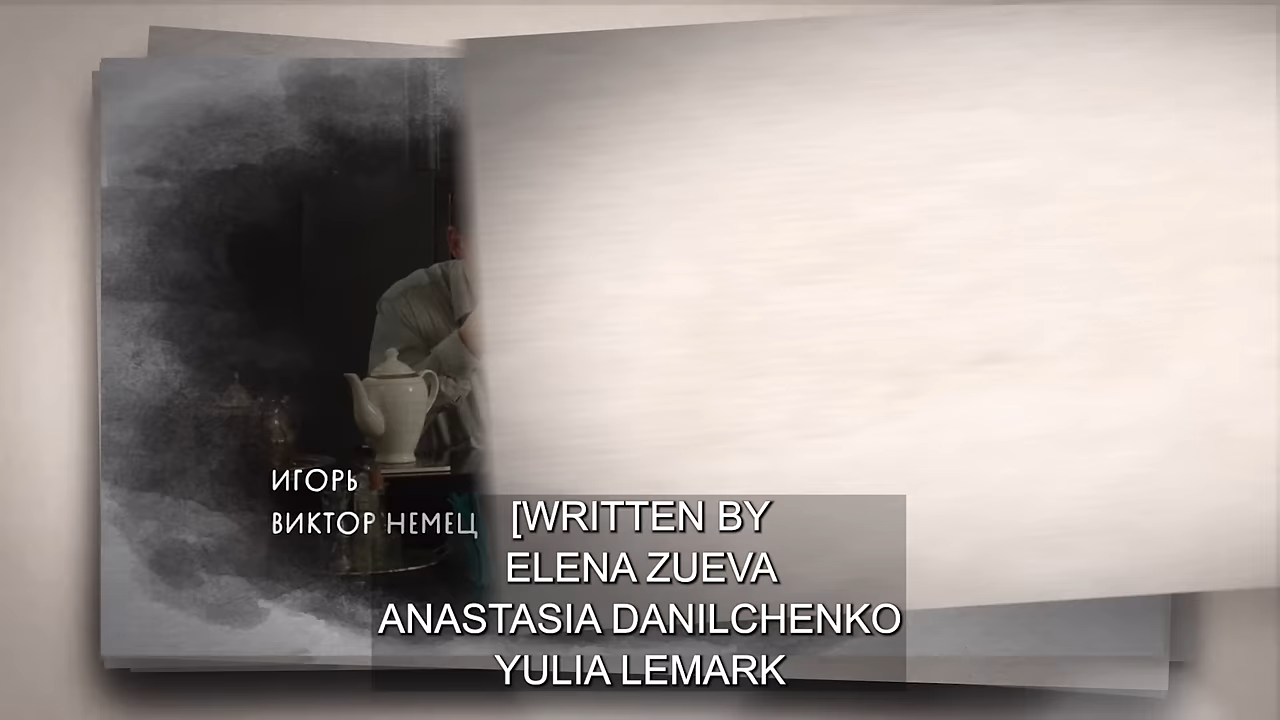 ИГОРЬ
ВИКТОР НЕМЕЦ
[WRITTEN BY
ELENA ZUEVA
ANASTASIA DANILCHENKO
YULIA LEMARK